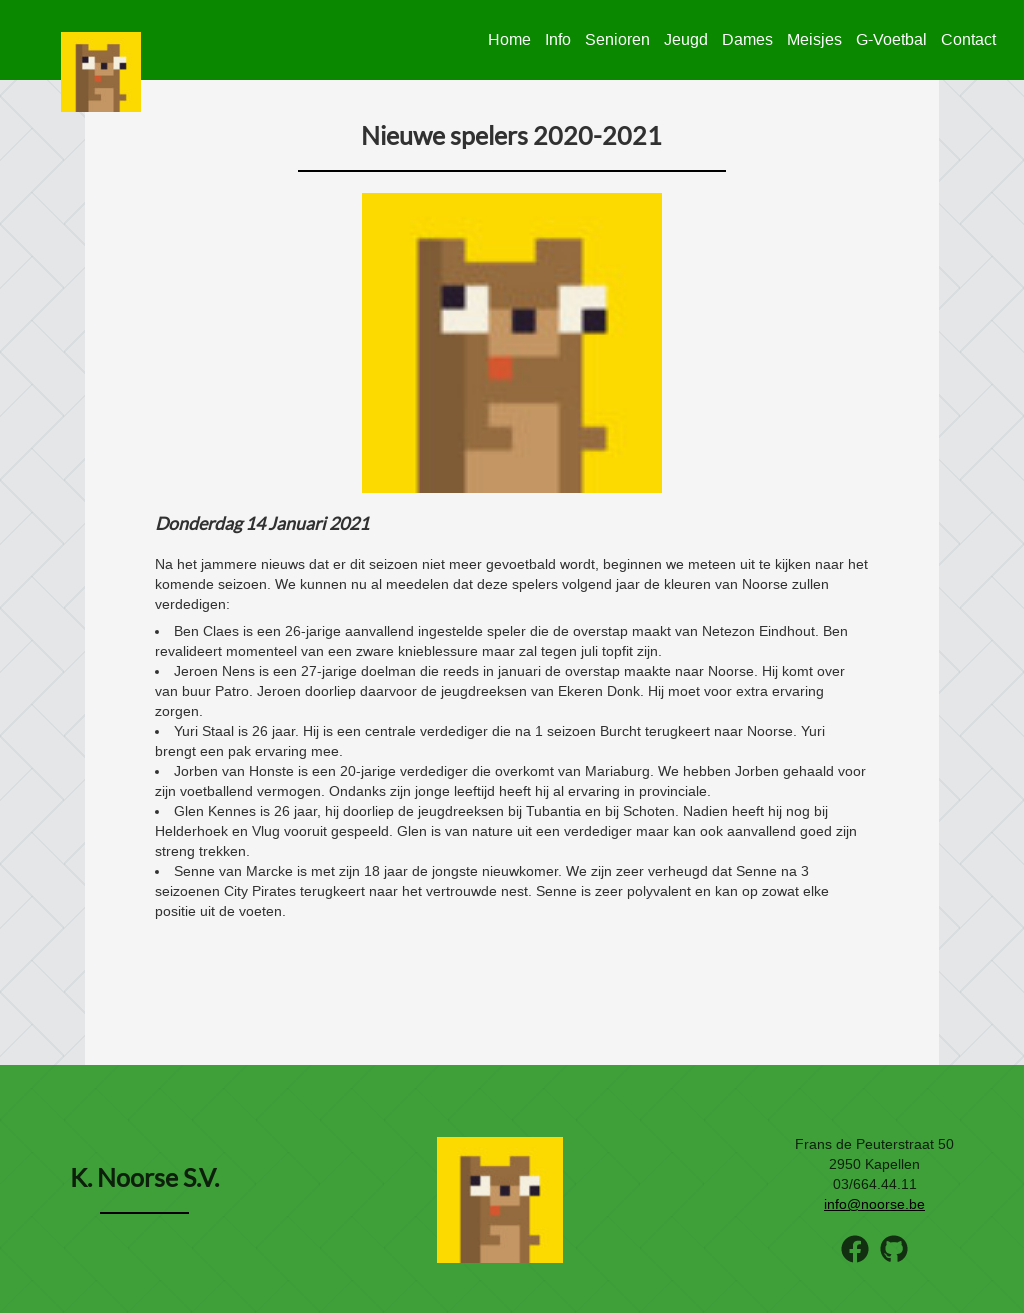 Home Info Senioren Jeugd Dames Meisjes G-Voetbal Contact
Nieuwe spelers 2020-2021
Donderdag 14 Januari 2021
Na het jammere nieuws dat er dit seizoen niet meer gevoetbald wordt, beginnen we meteen uit te kijken naar het
komende seizoen. We kunnen nu al meedelen dat deze spelers volgend jaar de kleuren van Noorse zullen
verdedigen:
• Ben Claes is een 26-jarige aanvallend ingestelde speler die de overstap maakt van Netezon Eindhout. Ben
revalideert momenteel van een zware knieblessure maar zal tegen juli topfit zijn.
• Jeroen Nens is een 27-jarige doelman die reeds in januari de overstap maakte naar Noorse. Hij komt over
van buur Patro. Jeroen doorliep daarvoor de jeugdreeksen van Ekeren Donk. Hij moet voor extra ervaring
zorgen.
• Yuri Staal is 26 jaar. Hij is een centrale verdediger die na 1 seizoen Burcht terugkeert naar Noorse. Yuri
brengt een pak ervaring mee.
• Jorben van Honste is een 20-jarige verdediger die overkomt van Mariaburg. We hebben Jorben gehaald voor
zijn voetballend vermogen. Ondanks zijn jonge leeftijd heeft hij al ervaring in provinciale.
• Glen Kennes is 26 jaar, hij doorliep de jeugdreeksen bij Tubantia en bij Schoten. Nadien heeft hij nog bij
Helderhoek en Vlug vooruit gespeeld. Glen is van nature uit een verdediger maar kan ook aanvallend goed zijn
streng trekken.
• Senne van Marcke is met zijn 18 jaar de jongste nieuwkomer. We zijn zeer verheugd dat Senne na 3
seizoenen City Pirates terugkeert naar het vertrouwde nest. Senne is zeer polyvalent en kan op zowat elke
positie uit de voeten.
K. Noorse S.V.
Frans de Peuterstraat 50
2950 Kapellen
03/664.44.11
info@noorse.be